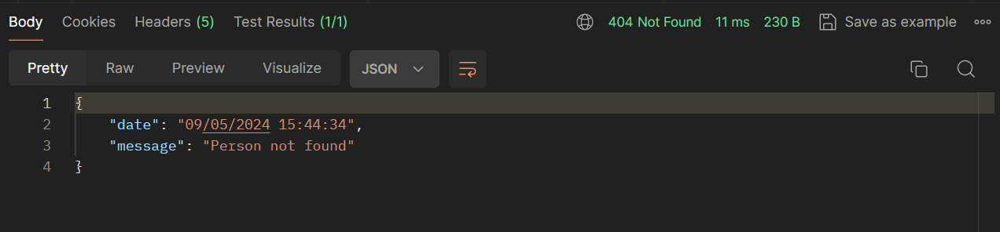 Body Cookies Headers (5) Test Results (1/1) 404 Not Found 11 ms 230 B Save as example
Pretty Raw Preview Visualize JSON
1 {
2 "date": "09/05/2024 15:44:34",
3 "message": "Person not found"
4 }